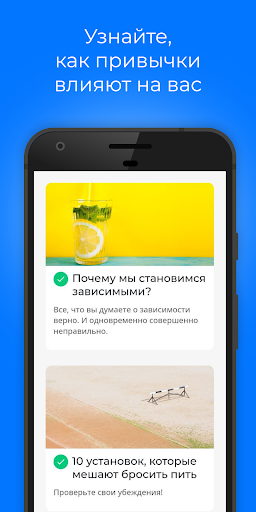 Узнайте,
как привычки
влияют на вас
Почему мы становимся
зависимыми?
Все, что вы думаете о зависимости
верно. И одновременно совершенно
неправильно.
10 установок, которые
мешают бросить пить
Проверьте свои убеждения!